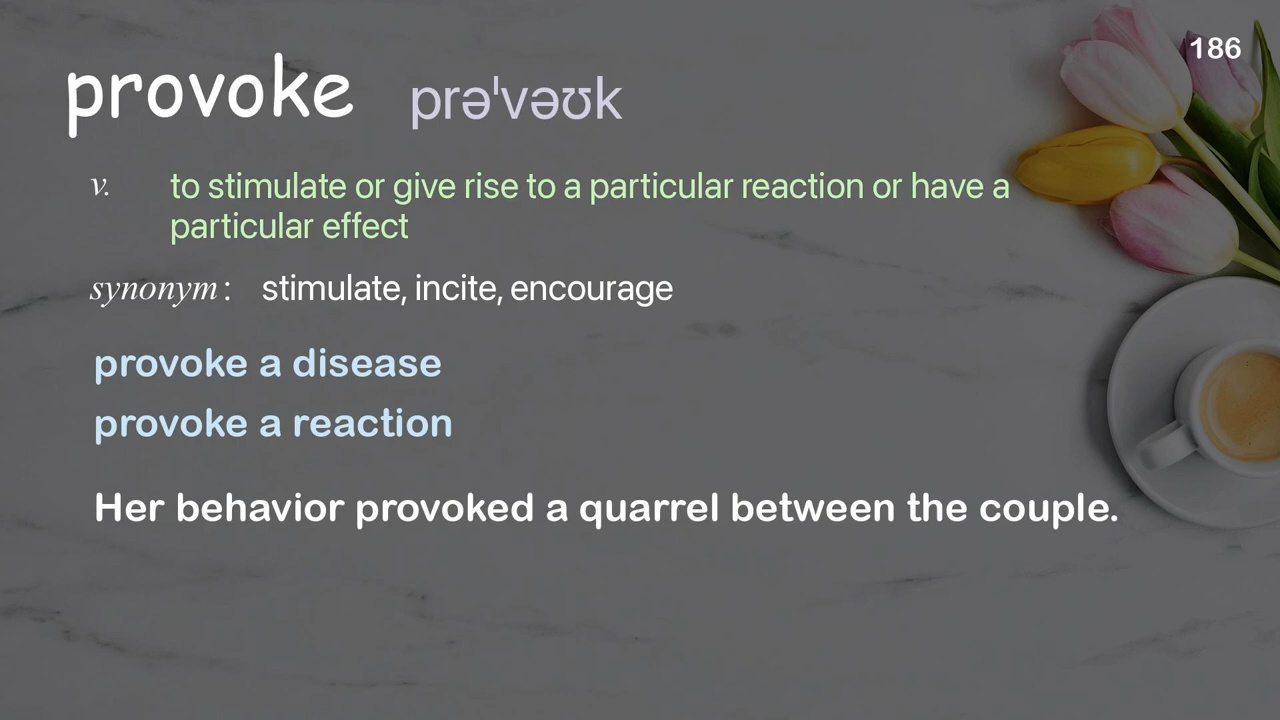 186
provoke prəˈvəʊk
v. to stimulate or give rise to a particular reaction or have a
particular effect
synonym : stimulate, incite, encourage
provoke a disease
provoke a reaction
Her behavior provoked a quarrel between the couple.